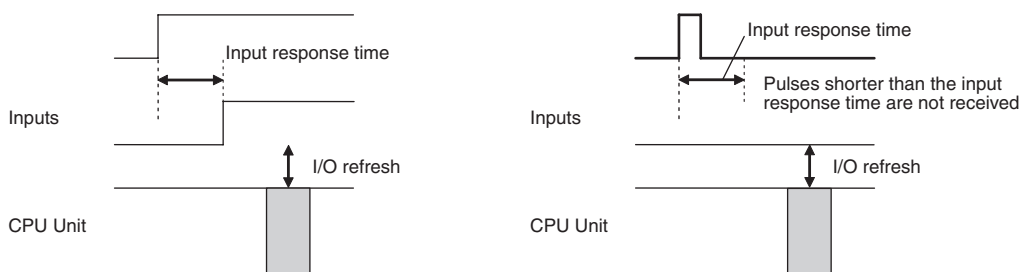 Input response time
Inputs
I/O refresh
CPU Unit
Input response time
Pulses shorter than the input
response time are not received
Inputs
I/O refresh
CPU Unit